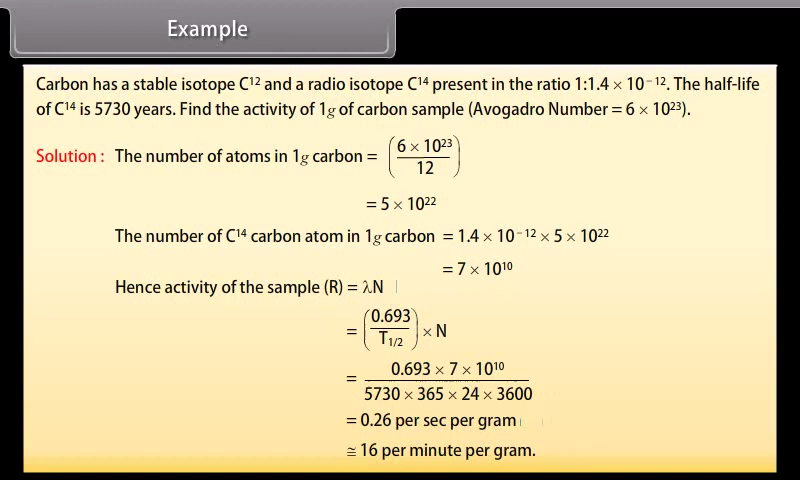 Example
Carbon has a stable isotope C¹² and a radio isotope C¹⁴ present in the ratio 1:1.4 × 10⁻¹². The half-life
of C¹⁴ is 5730 years. Find the activity of 1g of carbon sample (Avogadro Number = 6 × 10²³).
Solution : The number of atoms in 1g carbon = (6 × 10²³ / 12)
= 5 × 10²²
The number of C¹⁴ carbon atom in 1g carbon = 1.4 × 10⁻¹² × 5 × 10²²
= 7 × 10¹⁰
Hence activity of the sample (R) = λN
= (0.693 / T₁/₂) × N
= 0.693 × 7 × 10¹⁰ / 5730 × 365 × 24 × 3600
= 0.26 per sec per gram
≅ 16 per minute per gram.